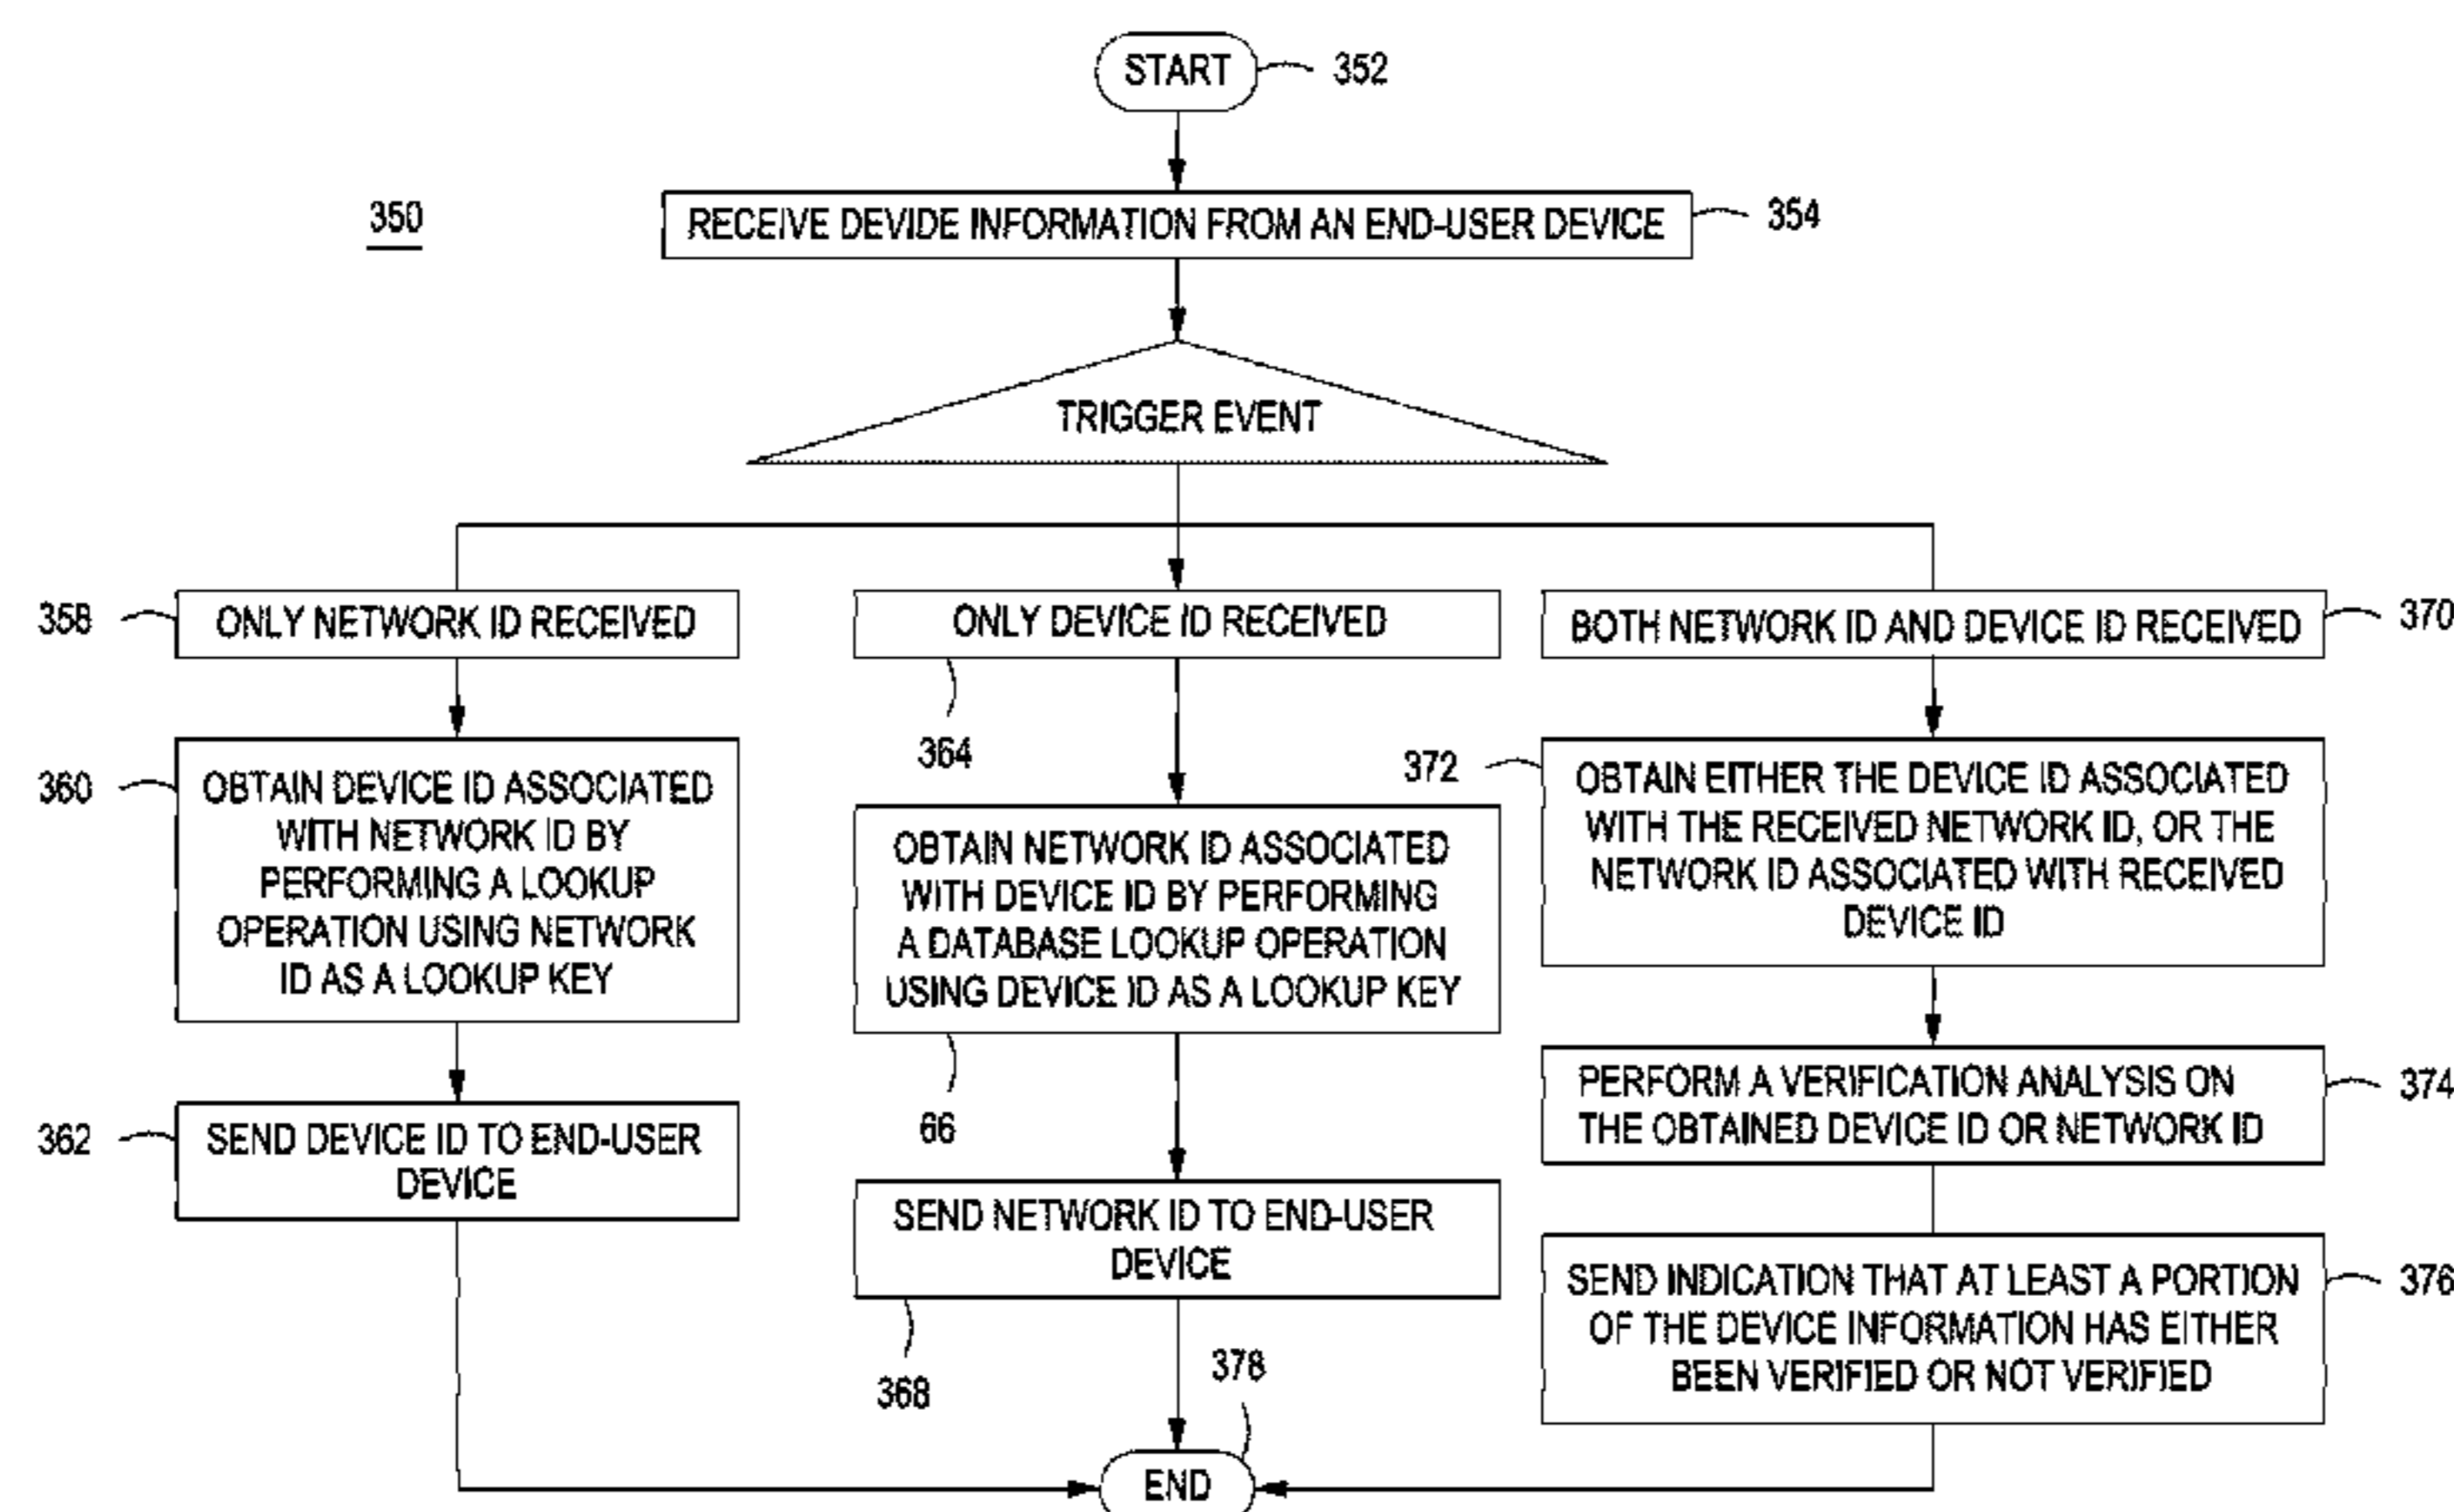 START
352
350
RECEIVE DEVIDE INFORMATION FROM AN END-USER DEVICE
354
TRIGGER EVENT
358
ONLY NETWORK ID RECEIVED
ONLY DEVICE ID RECEIVED
364
BOTH NETWORK ID AND DEVICE ID RECEIVED
370
360
OBTAIN DEVICE ID ASSOCIATED
WITH NETWORK ID BY
PERFORMING A LOOKUP
OPERATION USING NETWORK
ID AS A LOOKUP KEY
OBTAIN NETWORK ID ASSOCIATED
WITH DEVICE ID BY PERFORMING
A DATABASE LOOKUP OPERATION
USING DEVICE ID AS A LOOKUP KEY
66
372
OBTAIN EITHER THE DEVICE ID ASSOCIATED
WITH THE RECEIVED NETWORK ID, OR THE
NETWORK ID ASSOCIATED WITH RECEIVED
DEVICE ID
PERFORM A VERIFICATION ANALYSIS ON
THE OBTAINED DEVICE ID OR NETWORK ID
374
362
SEND DEVICE ID TO END-USER
DEVICE
SEND NETWORK ID TO END-USER
DEVICE
368
SEND INDICATION THAT AT LEAST A PORTION
OF THE DEVICE INFORMATION HAS EITHER
BEEN VERIFIED OR NOT VERIFIED
376
378
END